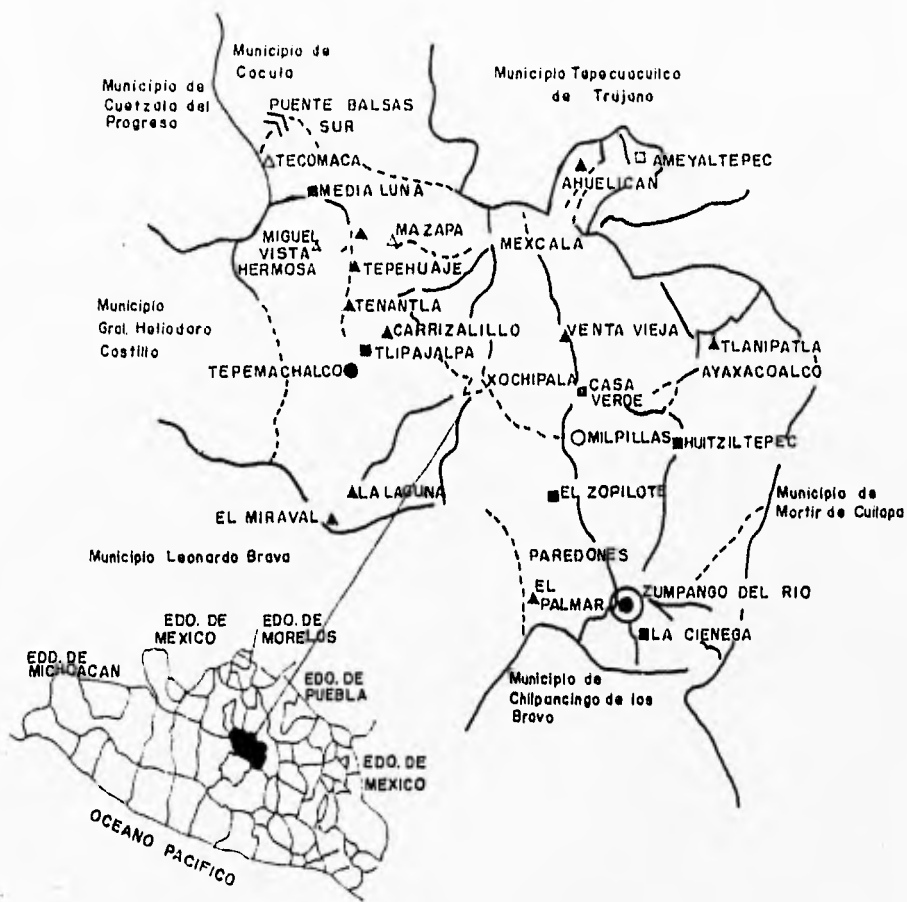 Municipio de
Cocula
Municipio de
Cuetzala del
Progreso
Municipio Tepecuacuilco
de Trujano
PUENTE BALSAS
SUR
TECOMACA
AMEYALTEPEC
AHUELICAN
MEDIA LUNA
MIGUEL
VISTA
HERMOSA
MAZAPA
MEXCALA
TEPEHUAJE
Municipio
Gral. Heliodoro
Castillo
TENANTLA
CARRIZALILLO
VENTA VIEJA
TLANIPATLA
TLIPAJALPA
TEPEMACHALCO
XOCHIPALA
CASA
VERDE
AYAXACOALCO
MILPILLAS
HUITZILTEPEC
LA LAGUNA
EL ZOPILOTE
EL MIRAVAL
Municipio de
Mortir de Cuilapa
Municipio Leonardo Brava
PAREDONES
EL
PALMAR
ZUMPANGO DEL RIO
LA CIENEGA
Municipio de
Chilpancingo de los
Bravo
EDO. DE
MEXICO
EDO. DE
MORELOS
EDO. DE
MICHOACAN
EDO. DE
PUEBLA
EDO. DE
MEXICO
OCEANO PACIFICO